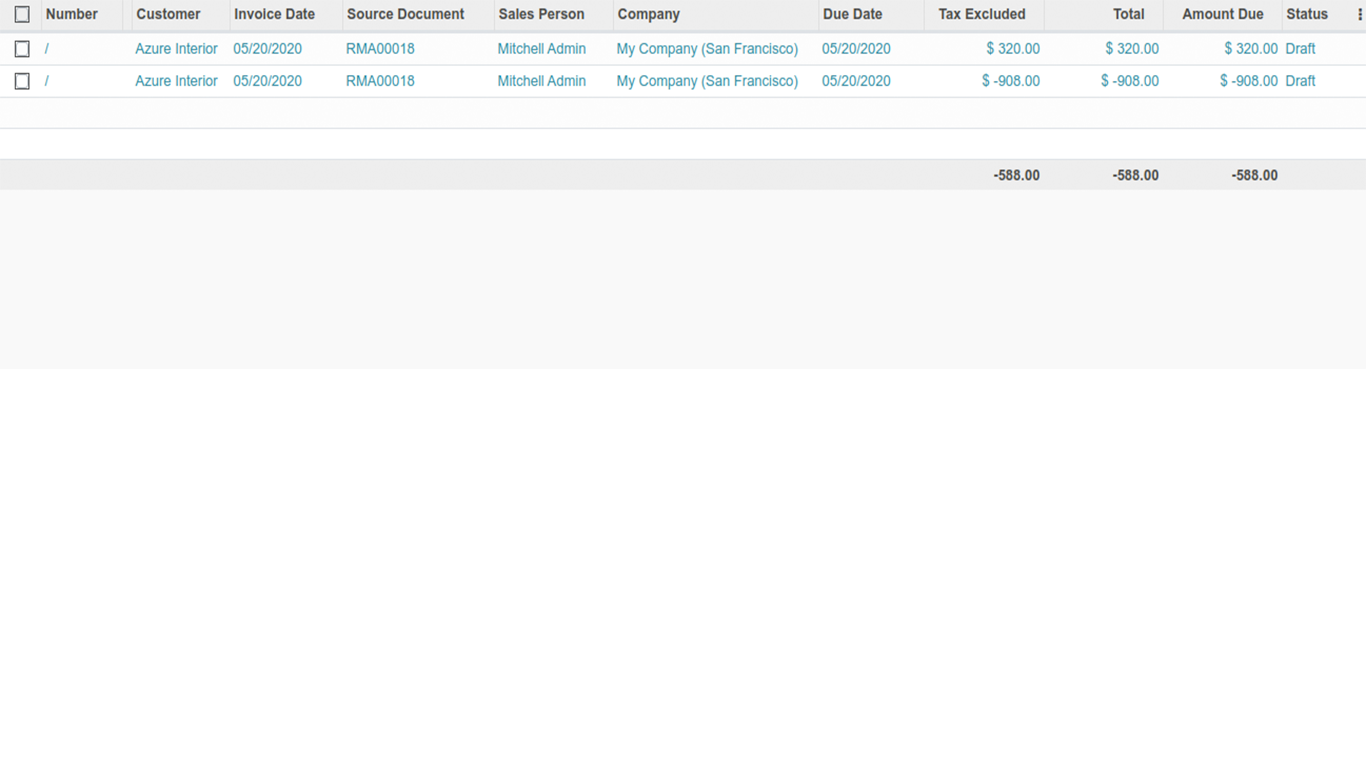 Number Customer Invoice Date Source Document Sales Person Company Due Date Tax Excluded Total Amount Due Status
/ Azure Interior 05/20/2020 RMA00018 Mitchell Admin My Company (San Francisco) 05/20/2020 $ 320.00 $ 320.00 $ 320.00 Draft
/ Azure Interior 05/20/2020 RMA00018 Mitchell Admin My Company (San Francisco) 05/20/2020 $ -908.00 $ -908.00 $ -908.00 Draft
-588.00 -588.00 -588.00